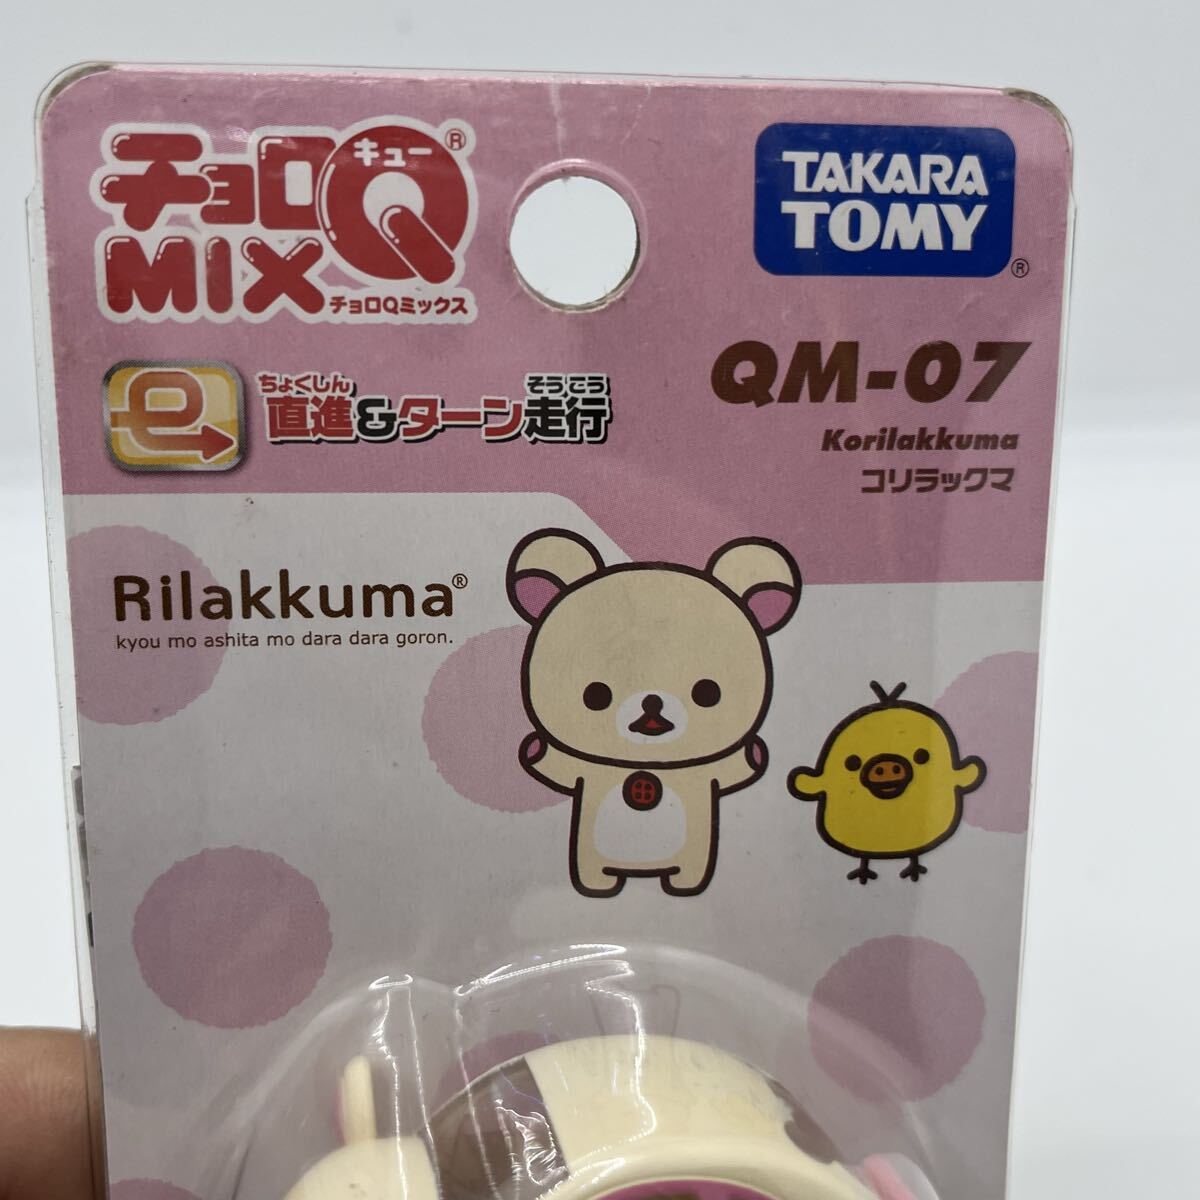 チョロQ®
キュー
MIX
チョロQミックス
TAKARA
TOMY®
e
ちょくしん そうこう
直進&ターン走行
QM-07
Korilakkuma
コリラックマ
Rilakkuma®
kyou mo ashita mo dara dara goron.